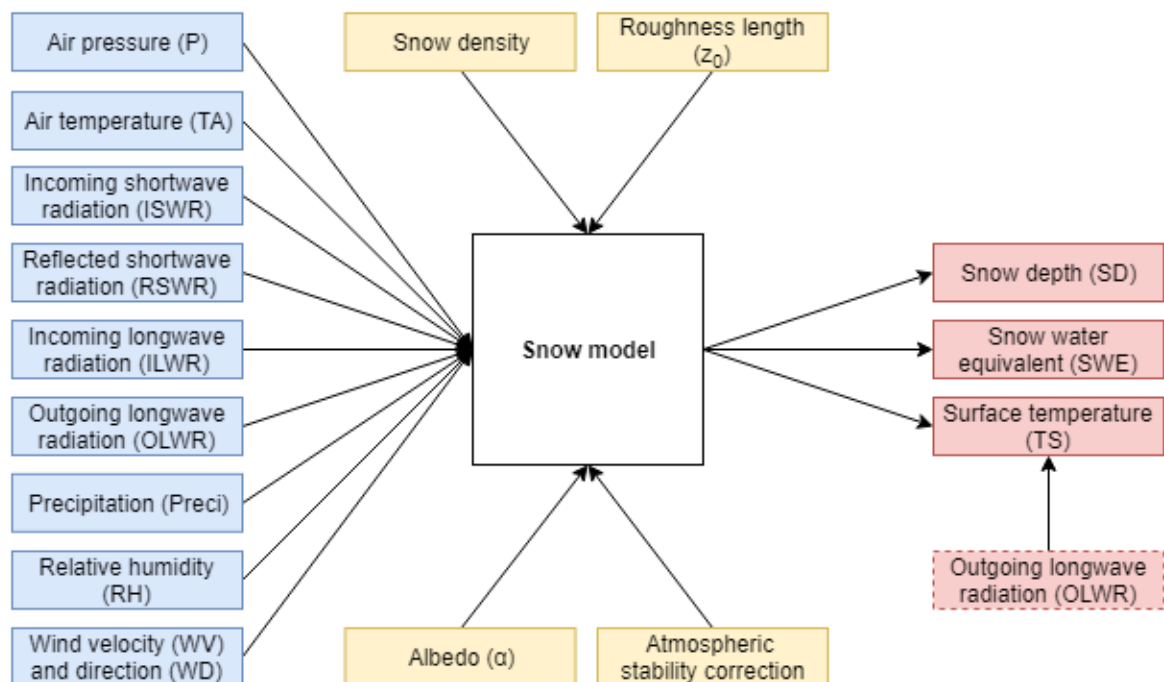 Air pressure (P)
Air temperature (TA)
Incoming shortwave
radiation (ISWR)
Reflected shortwave
radiation (RSWR)
Incoming longwave
radiation (ILWR)
Outgoing longwave
radiation (OLWR)
Precipitation (Preci)
Relative humidity
(RH)
Wind velocity (WV)
and direction (WD)
Snow density
Roughness length
(z₀)
Snow model
Albedo (α)
Atmospheric
stability correction
Snow depth (SD)
Snow water
equivalent (SWE)
Surface temperature
(TS)
Outgoing longwave
radiation (OLWR)